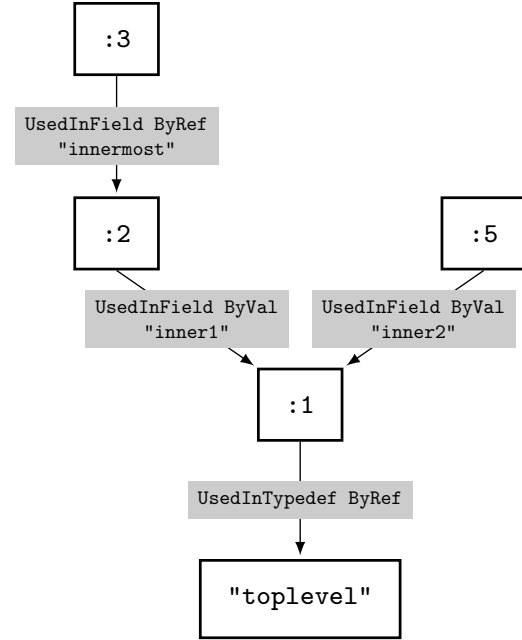 :3
UsedInField ByRef
"innermost"
:2
:5
UsedInField ByVal
"inner1"
UsedInField ByVal
"inner2"
:1
UsedInTypedef ByRef
"toplevel"